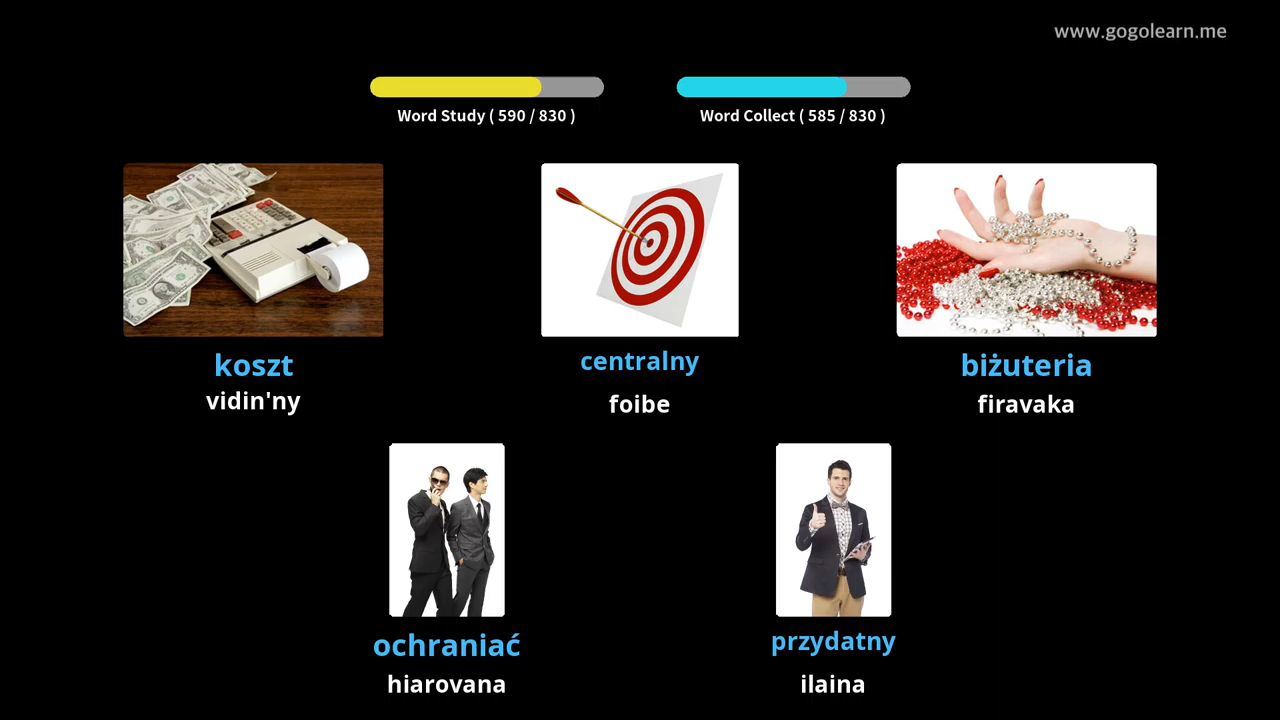 www.gogolearn.me
Word Study ( 590 / 830 )
Word Collect ( 585 / 830 )
koszt
vidin'ny
centralny
foibe
biżuteria
firavaka
ochraniać
hiarovana
przydatny
ilaina